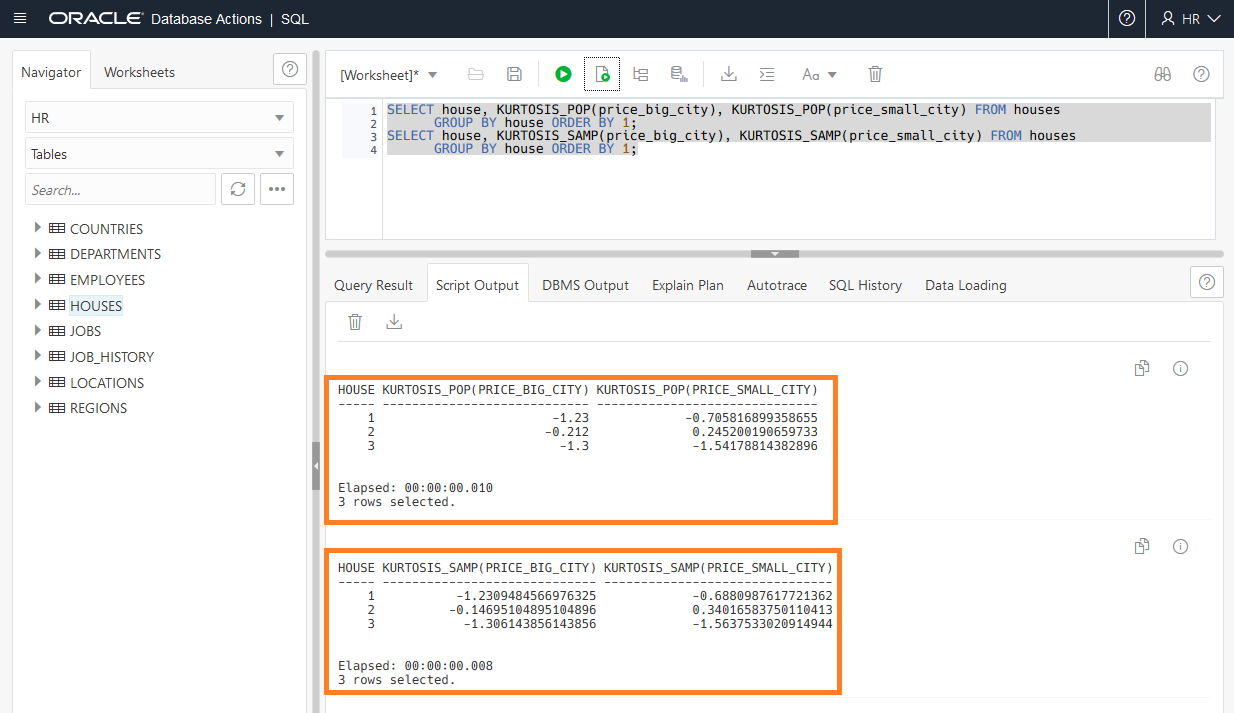 ORACLE Database Actions | SQL
HR
Navigator
Worksheets
HR
Tables
Search...
COUNTRIES
DEPARTMENTS
EMPLOYEES
HOUSES
JOBS
JOB_HISTORY
LOCATIONS
REGIONS
[Worksheet]*
Aa
1 SELECT house, KURTOSIS_POP(price_big_city), KURTOSIS_POP(price_small_city) FROM houses
2 GROUP BY house ORDER BY 1;
3 SELECT house, KURTOSIS_SAMP(price_big_city), KURTOSIS_SAMP(price_small_city) FROM houses
4 GROUP BY house ORDER BY 1;
Query Result Script Output DBMS Output Explain Plan Autotrace SQL History Data Loading
HOUSE KURTOSIS_POP(PRICE_BIG_CITY) KURTOSIS_POP(PRICE_SMALL_CITY)
----- ---------------------------- ------------------------------
1 -1.23 -0.705816899358655
2 -0.212 0.245200190659733
3 -1.3 -1.54178814382896
Elapsed: 00:00:00.010
3 rows selected.
HOUSE KURTOSIS_SAMP(PRICE_BIG_CITY) KURTOSIS_SAMP(PRICE_SMALL_CITY)
----- ----------------------------- -------------------------------
1 -1.2309484566976325 -0.6880987617721362
2 -0.14695104895104896 0.34016583750110413
3 -1.306143856143856 -1.5637533020914944
Elapsed: 00:00:00.008
3 rows selected.